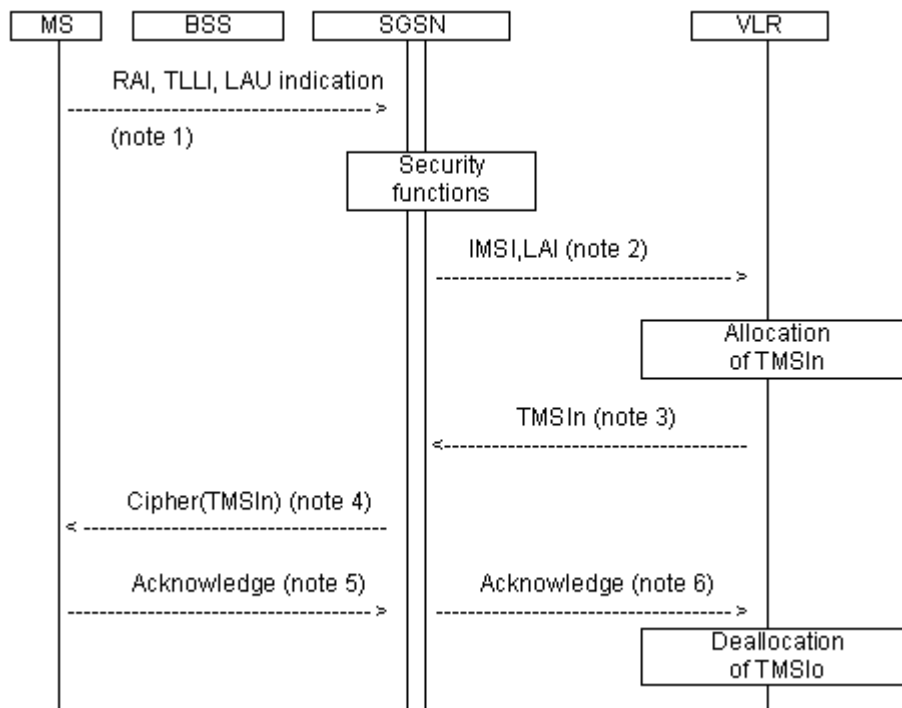 MS BSS SGSN VLR
RAI, TLLI, LAU indication
(note 1)
Security
functions
IMSI,LAI (note 2)
Allocation
of TMSIn
TMSIn (note 3)
Cipher(TMSIn) (note 4)
Acknowledge (note 5) Acknowledge (note 6)
Deallocation
of TMSIo